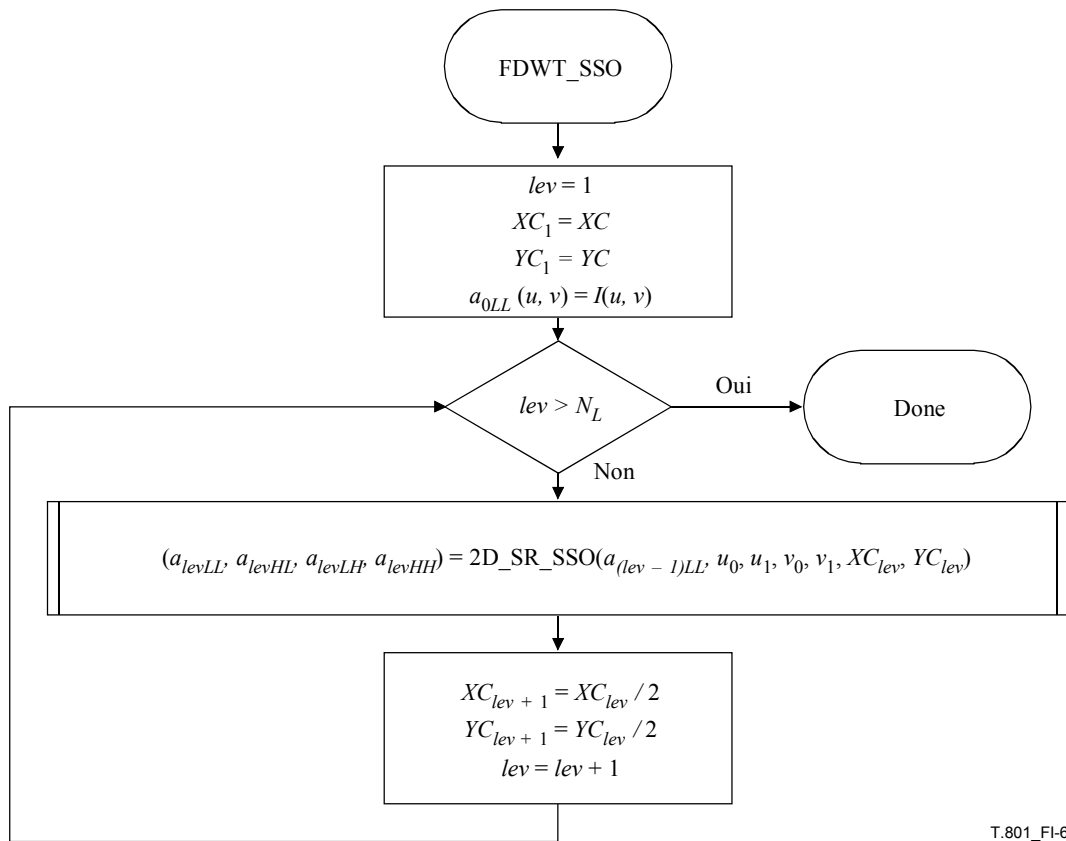 FDWT_SSO
lev = 1
XC1 = XC
YC1 = YC
a0LL (u, v) = I(u, v)
lev > NL
Oui
Done
Non
(alevLL, alevHL, alevLH, alevHH) = 2D_SR_SSO(a(lev – 1)LL, u0, u1, v0, v1, XClev, YClev)
XClev + 1 = XClev / 2
YClev + 1 = YClev / 2
lev = lev + 1
T.801_FI-6